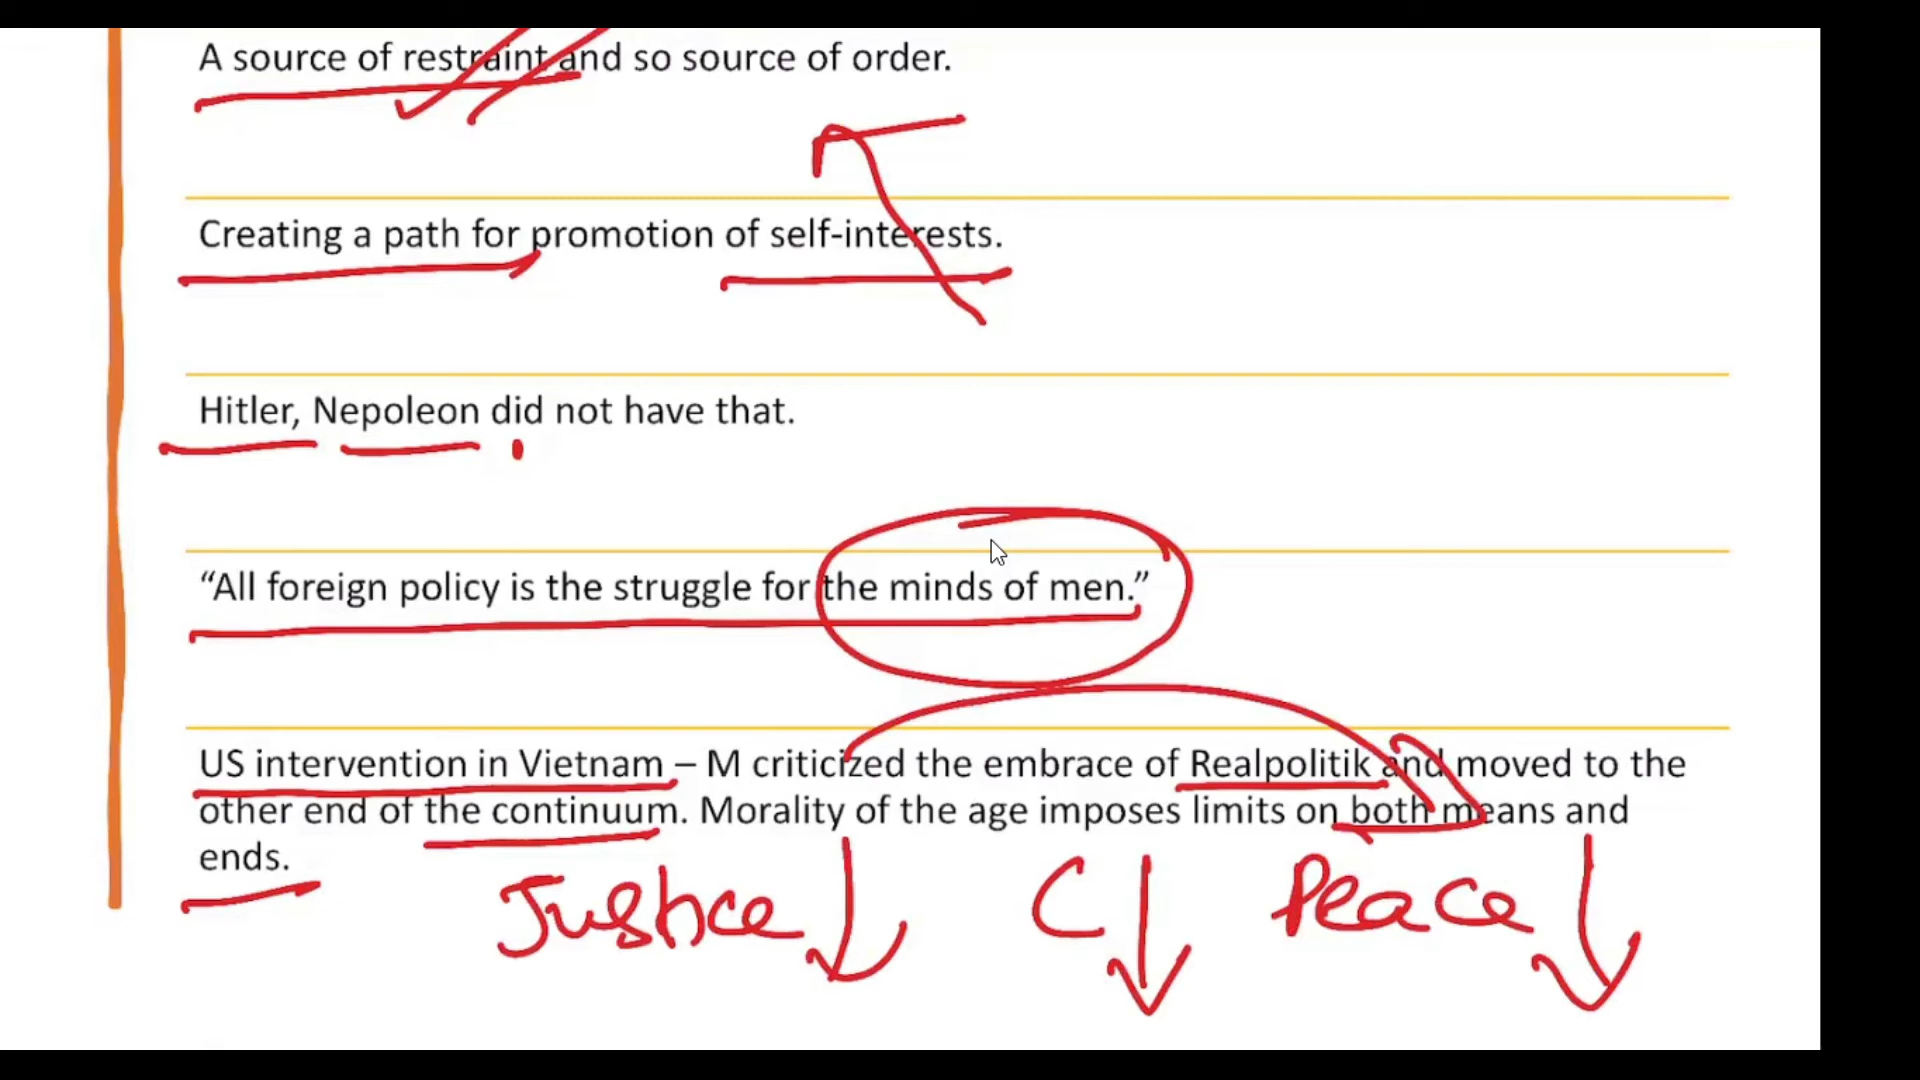 A source of restraint and so source of order.
Creating a path for promotion of self-interests.
Hitler, Nepoleon did not have that.
“All foreign policy is the struggle for the minds of men.”
US intervention in Vietnam – M criticized the embrace of Realpolitik and moved to the
other end of the continuum. Morality of the age imposes limits on both means and
ends.
Justice C Peace